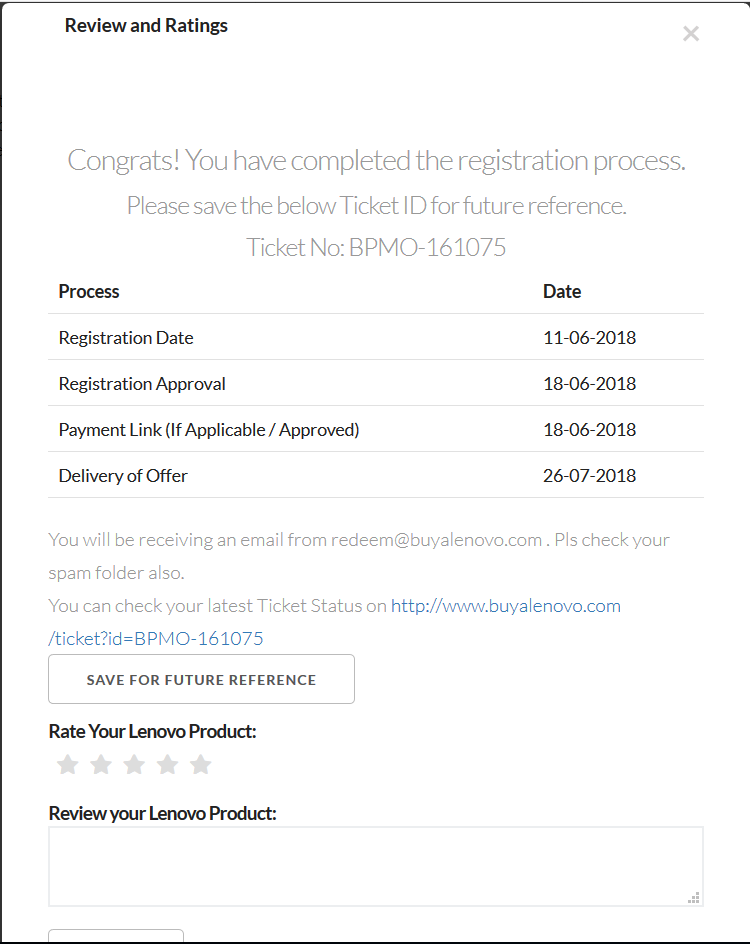 Review and Ratings
Congrats! You have completed the registration process.
Please save the below Ticket ID for future reference.
Ticket No: BPMO-161075
Process Date
Registration Date 11-06-2018
Registration Approval 18-06-2018
Payment Link (If Applicable / Approved) 18-06-2018
Delivery of Offer 26-07-2018
You will be receiving an email from redeem@buyalenovo.com . Pls check your
spam folder also.
You can check your latest Ticket Status on http://www.buyalenovo.com
/ticket?id=BPMO-161075
SAVE FOR FUTURE REFERENCE
Rate Your Lenovo Product:
Review your Lenovo Product: